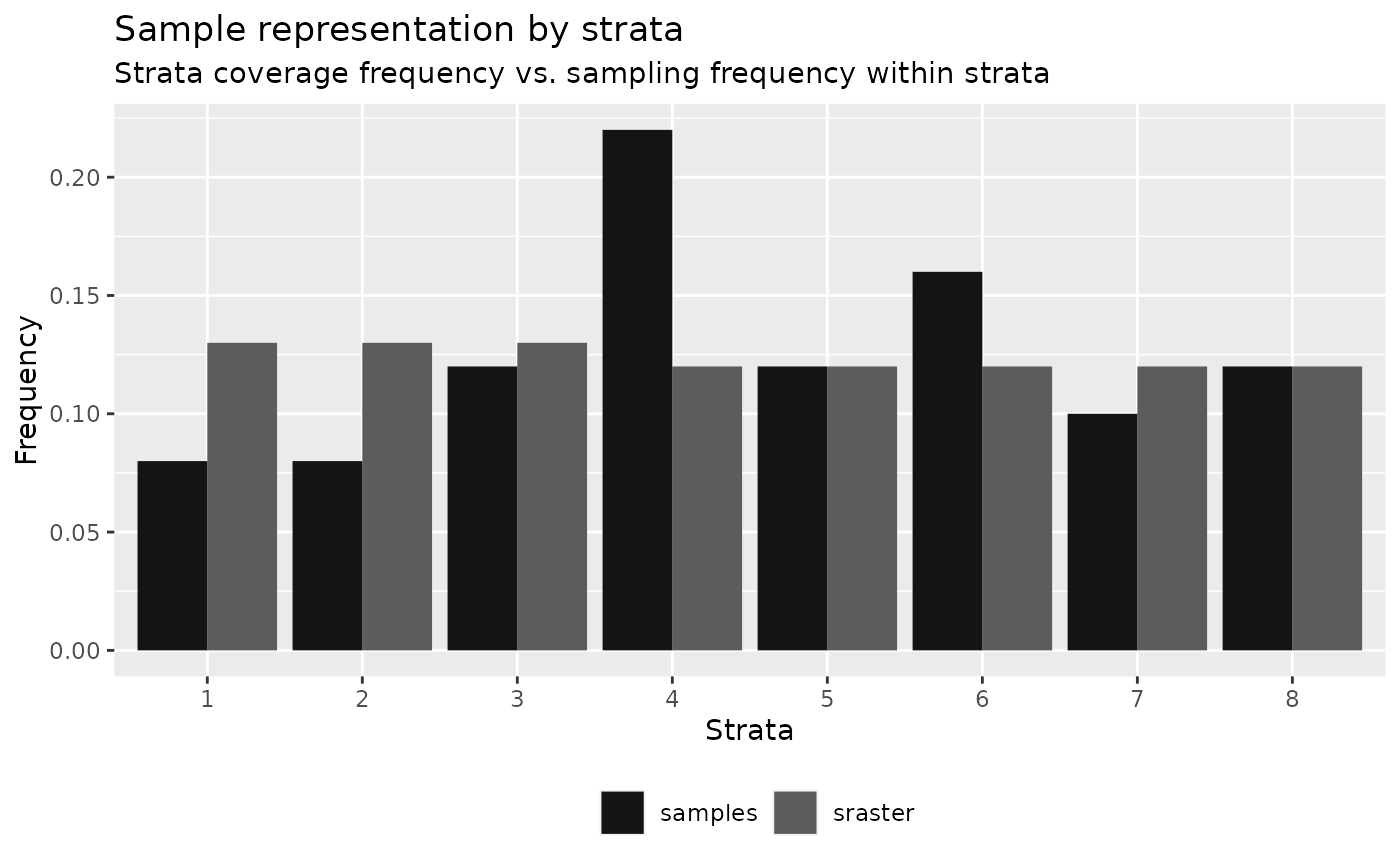 Sample representation by strata
Strata coverage frequency vs. sampling frequency within strata
Frequency
0.20
0.15
0.10
0.05
0.00
1 2 3 4 5 6 7 8
Strata
samples sraster